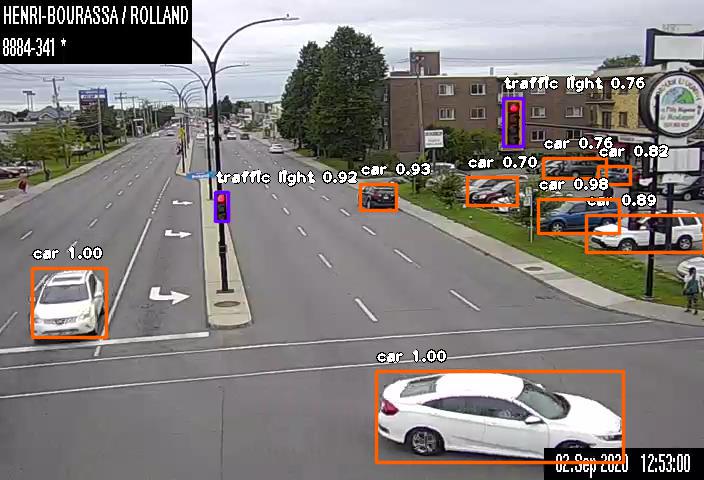 HENRI-BOURASSA / ROLLAND
8884-341 *
traffic light 0.76
car 0.76
car 0.82
car 0.70
car 0.93
traffic light 0.92
car 0.98
car 0.89
car 1.00
car 1.00
02.Sep 2020 12:53:00